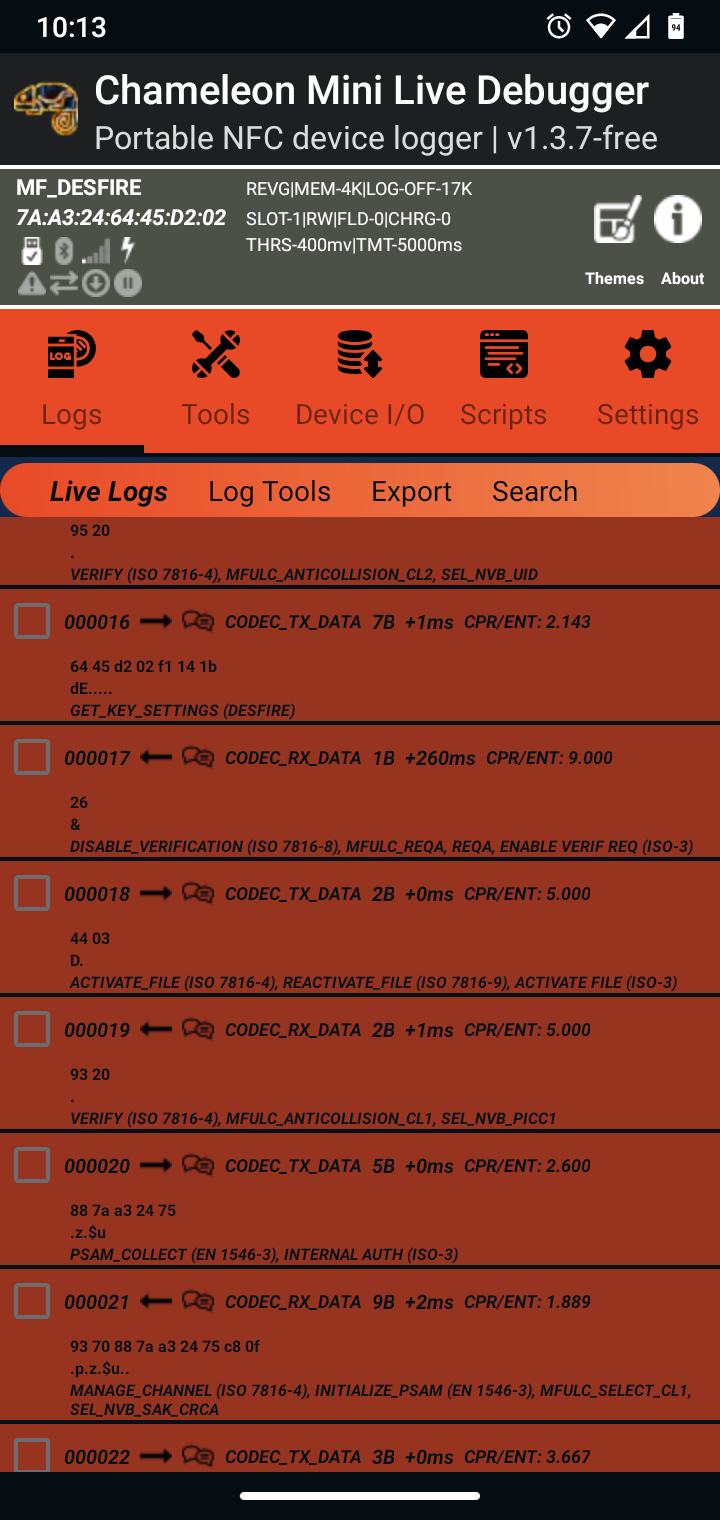 10:13
94
Chameleon Mini Live Debugger
Portable NFC device logger | v1.3.7-free
MF_DESFIRE
7A:A3:24:64:45:D2:02
REVG|MEM-4K|LOG-OFF-17K
SLOT-1|RW|FLD-0|CHRG-0
THRS-400mv|TMT-5000ms
Themes About
LOG
Logs Tools Device I/O Scripts Settings
Live Logs Log Tools Export Search
95 20
.
VERIFY (ISO 7816-4), MFULC_ANTICOLLISION_CL2, SEL_NVB_UID
000016 CODEC_TX_DATA 7B +1ms CPR/ENT: 2.143
64 45 d2 02 f1 14 1b
dE.....
GET_KEY_SETTINGS (DESFIRE)
000017 CODEC_RX_DATA 1B +260ms CPR/ENT: 9.000
26
&
DISABLE_VERIFICATION (ISO 7816-8), MFULC_REQA, REQA, ENABLE VERIF REQ (ISO-3)
000018 CODEC_TX_DATA 2B +0ms CPR/ENT: 5.000
44 03
D.
ACTIVATE_FILE (ISO 7816-4), REACTIVATE_FILE (ISO 7816-9), ACTIVATE FILE (ISO-3)
000019 CODEC_RX_DATA 2B +1ms CPR/ENT: 5.000
93 20
.
VERIFY (ISO 7816-4), MFULC_ANTICOLLISION_CL1, SEL_NVB_PICC1
000020 CODEC_TX_DATA 5B +0ms CPR/ENT: 2.600
88 7a a3 24 75
.z.$u
PSAM_COLLECT (EN 1546-3), INTERNAL AUTH (ISO-3)
000021 CODEC_RX_DATA 9B +2ms CPR/ENT: 1.889
93 70 88 7a a3 24 75 c8 0f
.p.z.$u..
MANAGE_CHANNEL (ISO 7816-4), INITIALIZE_PSAM (EN 1546-3), MFULC_SELECT_CL1,
SEL_NVB_SAK_CRCA
000022 CODEC_TX_DATA 3B +0ms CPR/ENT: 3.667